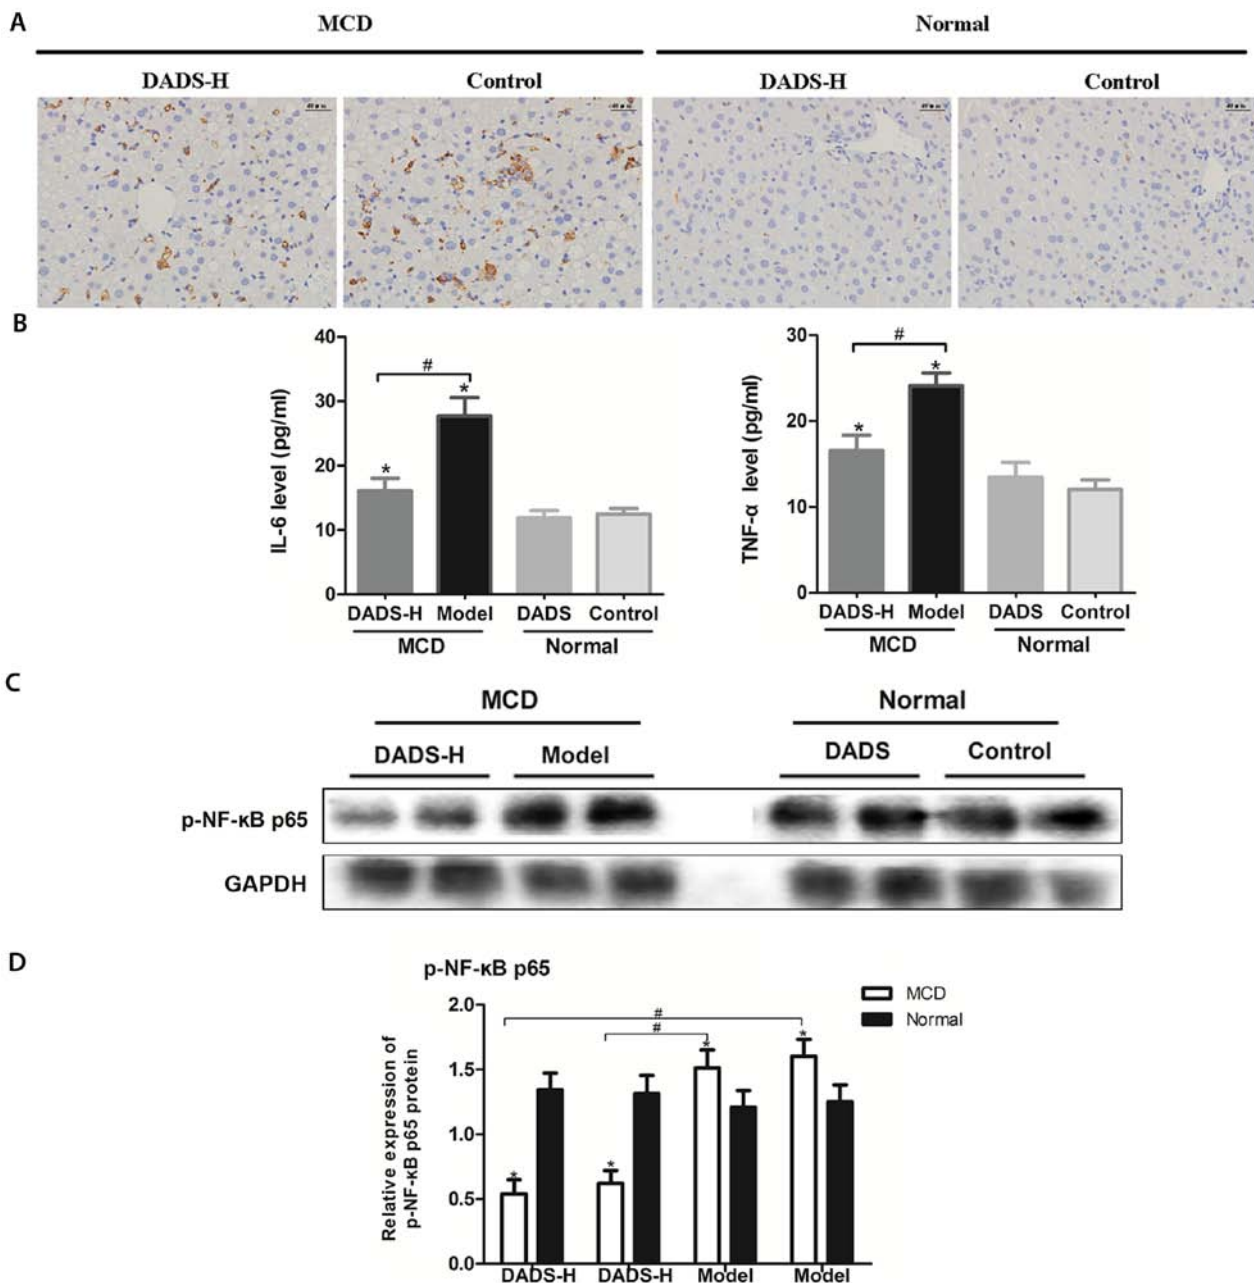 A
MCD
Normal
DADS-H
Control
DADS-H
Control
B
40
30
20
10
0
IL-6 level (pg/ml)
#
*
*
DADS-H
Model
DADS
Control
MCD
Normal
30
20
10
0
TNF-α level (pg/ml)
#
*
*
DADS-H
Model
DADS
Control
MCD
Normal
C
MCD
Normal
DADS-H
Model
DADS
Control
p-NF-κB p65
GAPDH
D
p-NF-κB p65
MCD
Normal
2.0
1.5
1.0
0.5
0.0
Relative expression of
p-NF-κB p65 protein
#
#
*
*
*
*
DADS-H
DADS-H
Model
Model